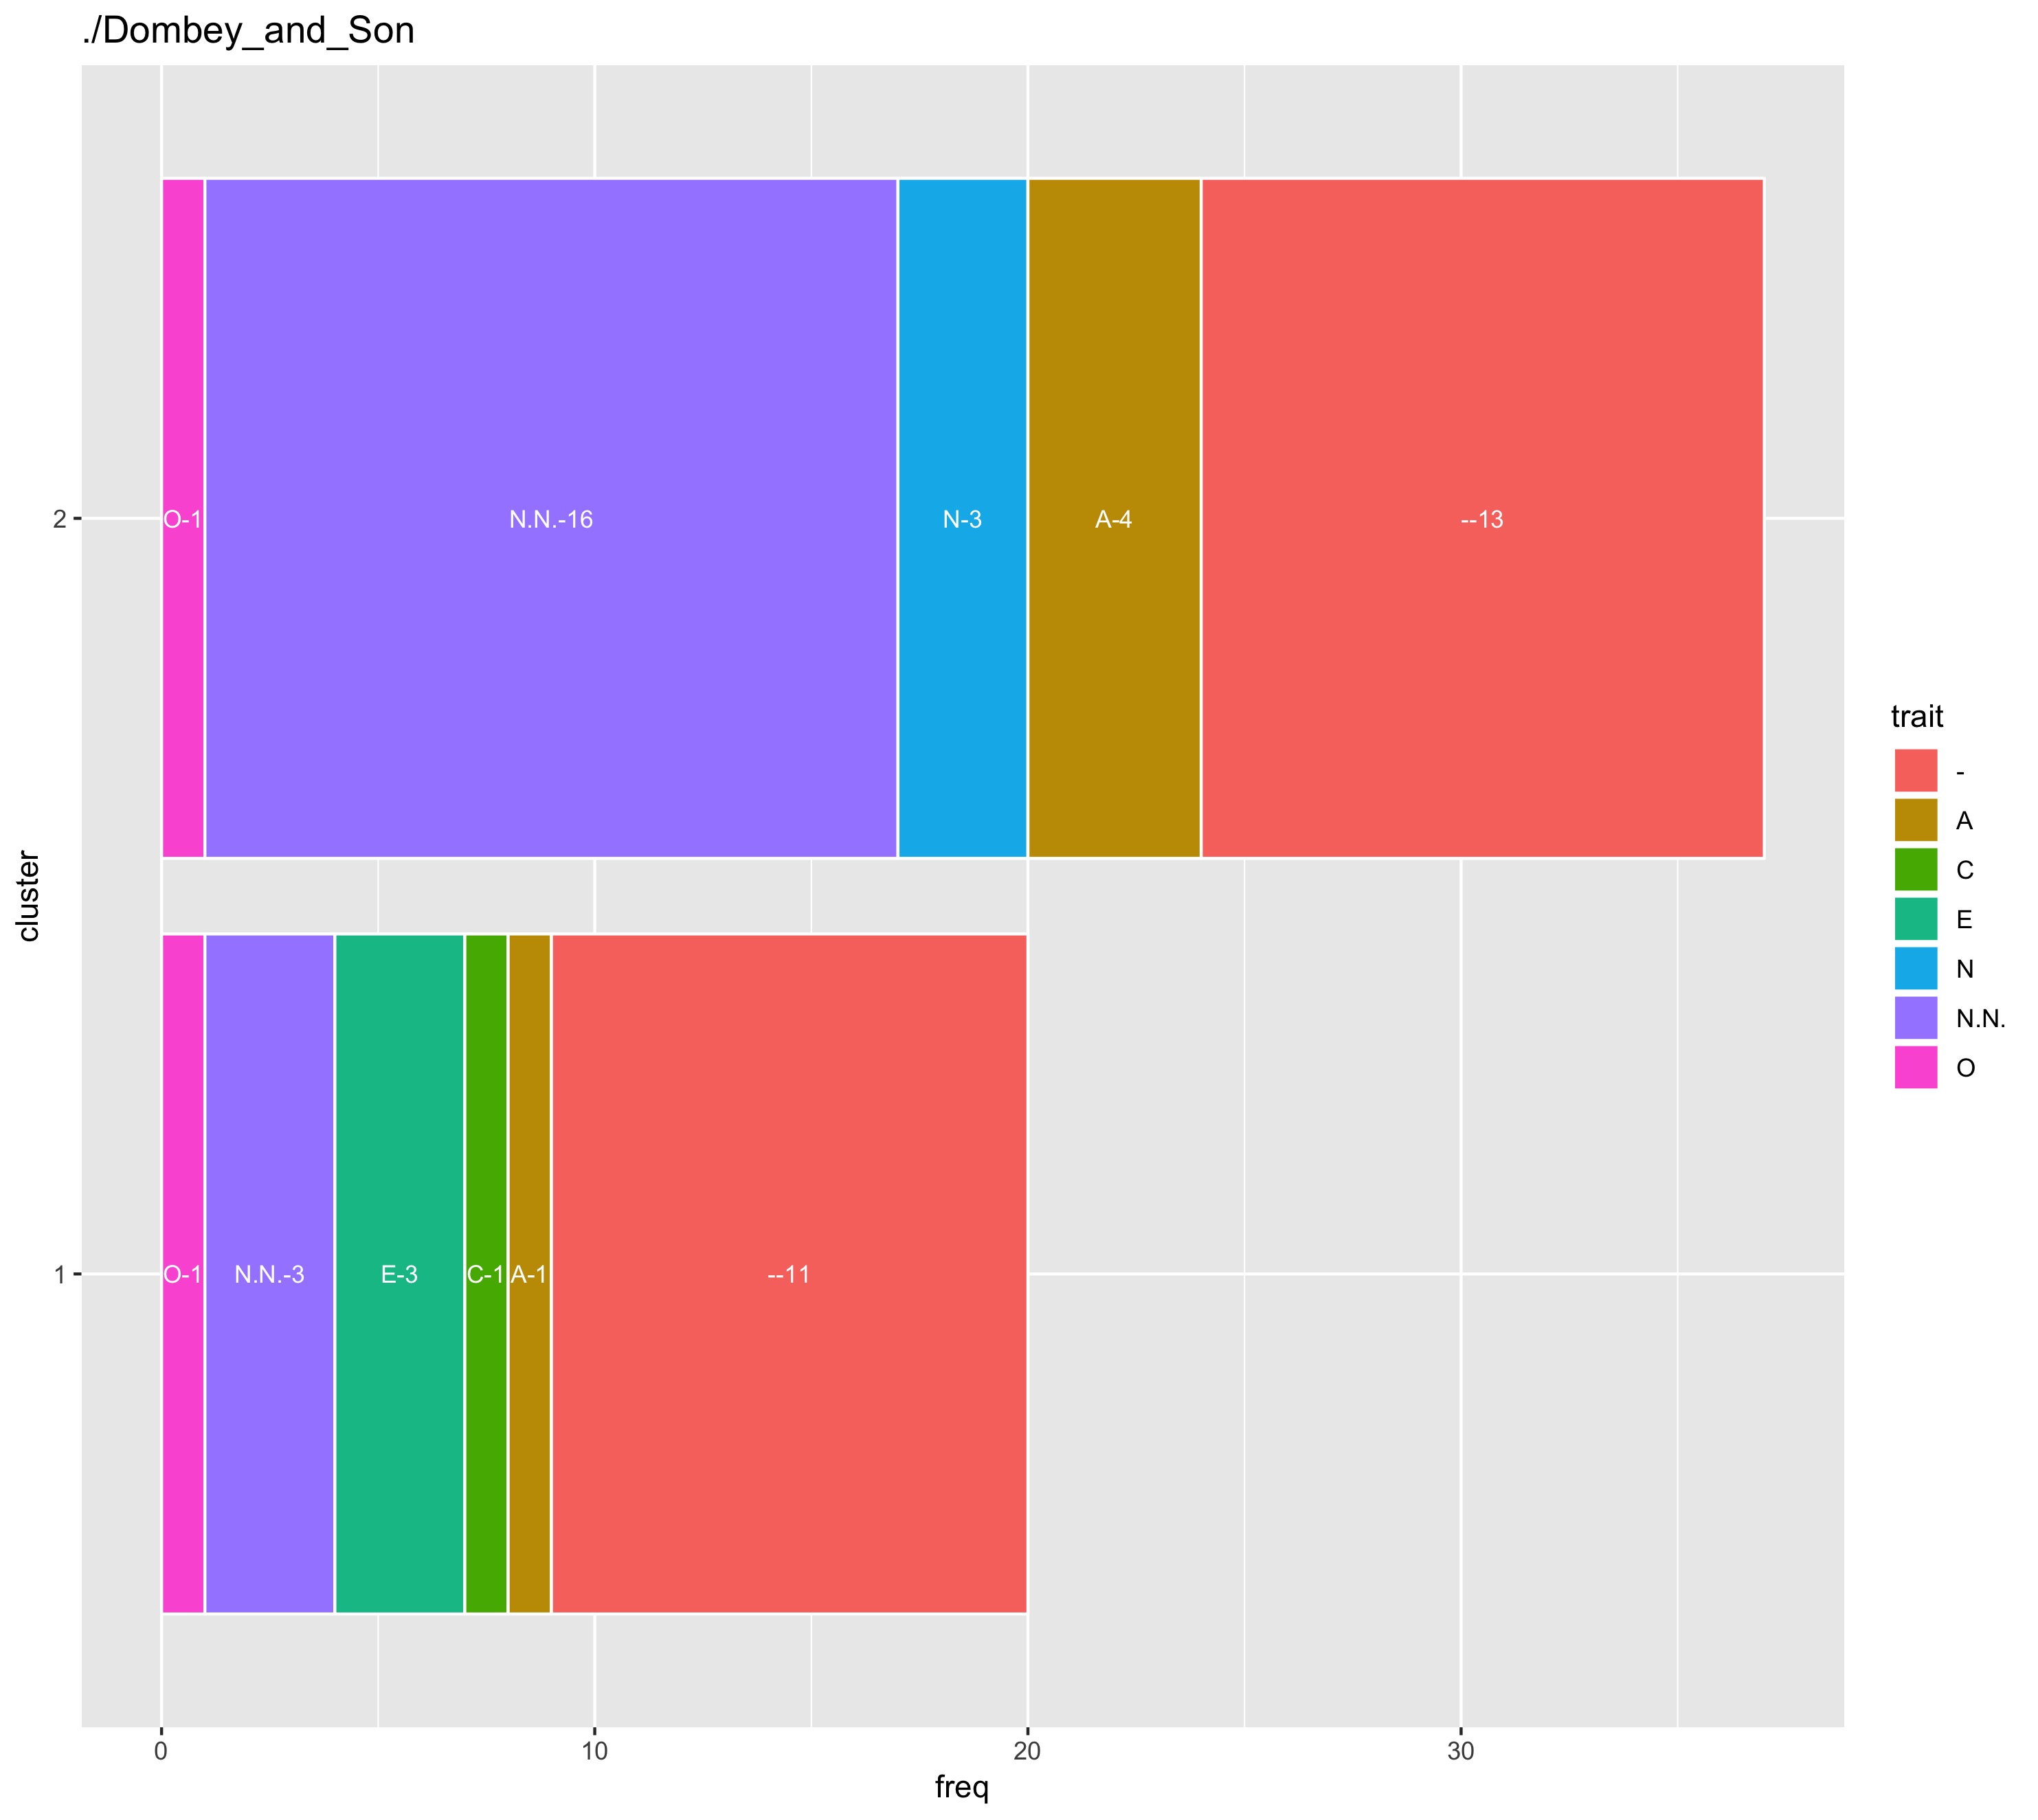 ./Dombey_and_Son
cluster
2
O-1 N.N.-16 N-3 A-4 --13
1
O-1 N.N.-3 E-3 C-1 A-1 --11
0 10 20 30
freq
trait
-
A
C
E
N
N.N.
O